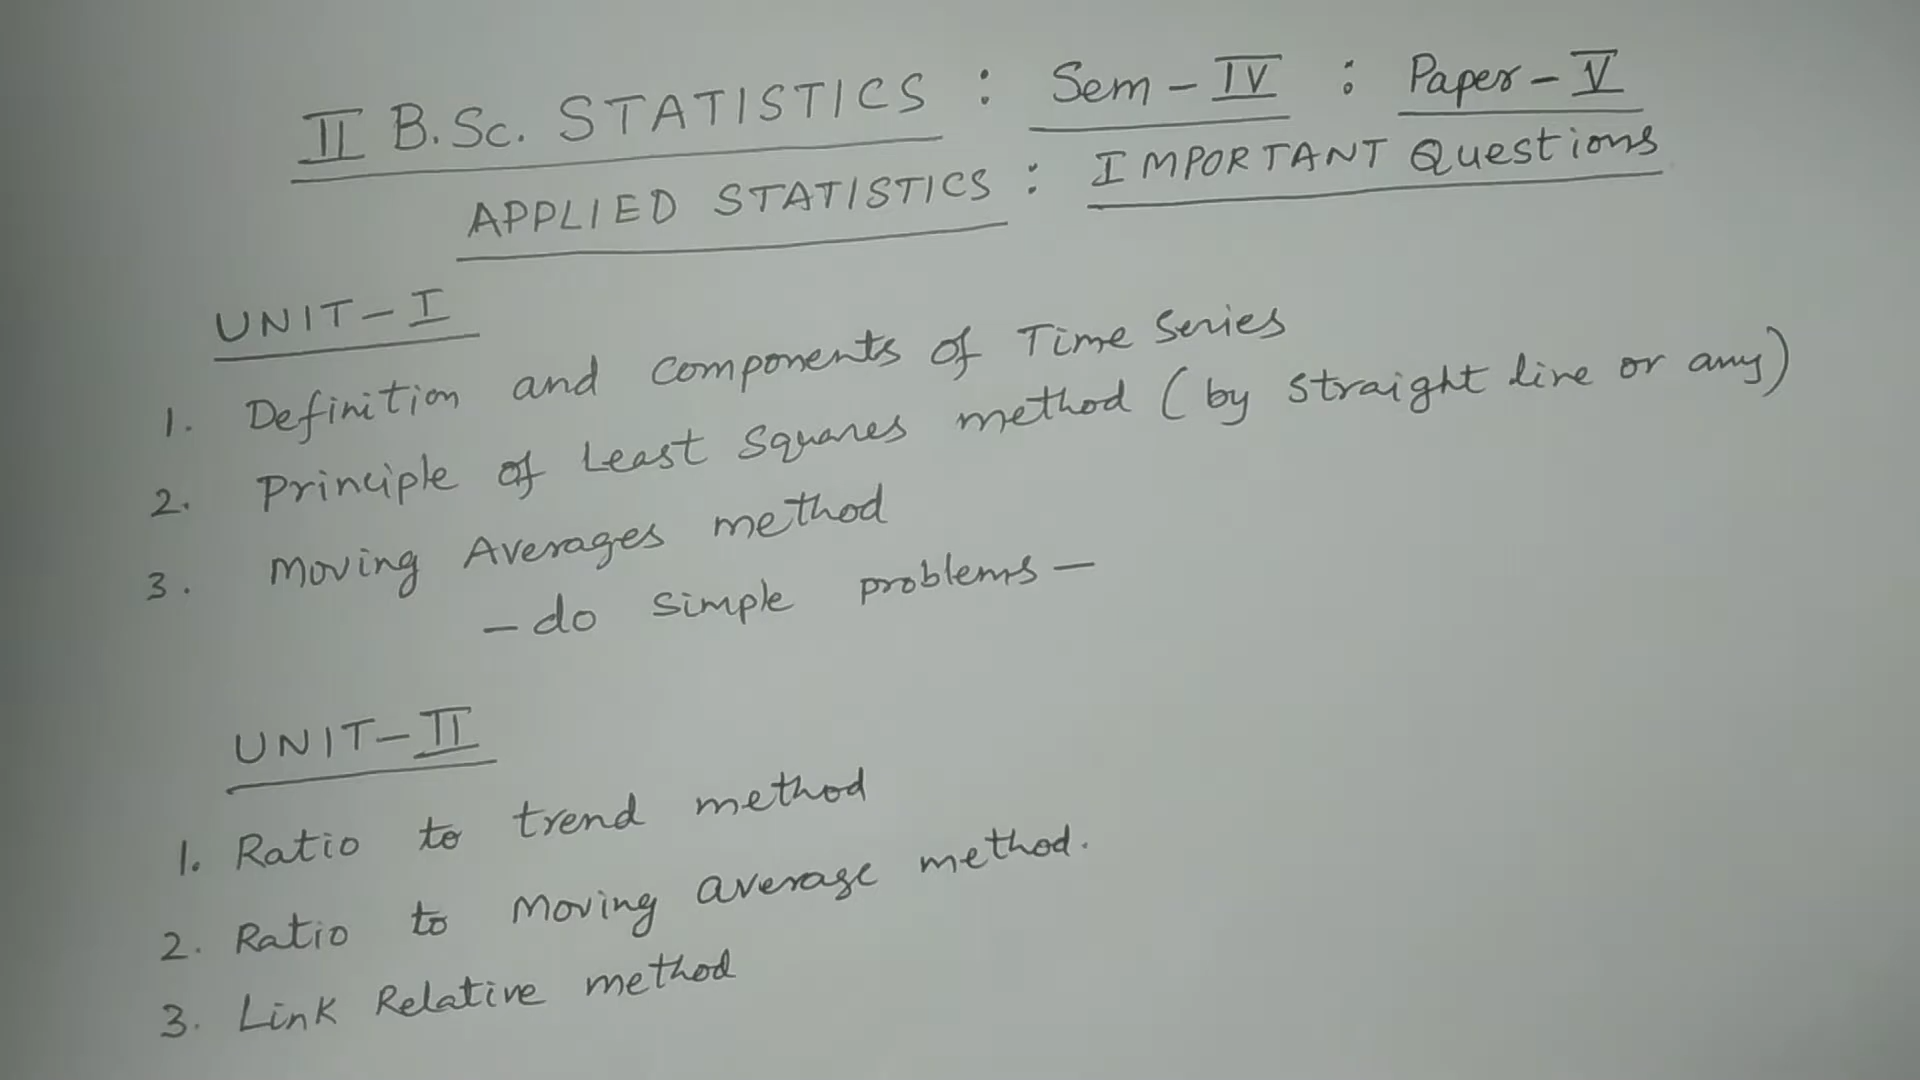 II B.Sc. STATISTICS : Sem - IV : Paper - V
APPLIED STATISTICS : IMPORTANT Questions
UNIT - I
1. Definition and Components of Time Series
2. Principle of Least Squares method (by straight line or any)
3. Moving Averages method
- do simple problems -
UNIT - II
1. Ratio to trend method
2. Ratio to Moving average method.
3. Link Relative method